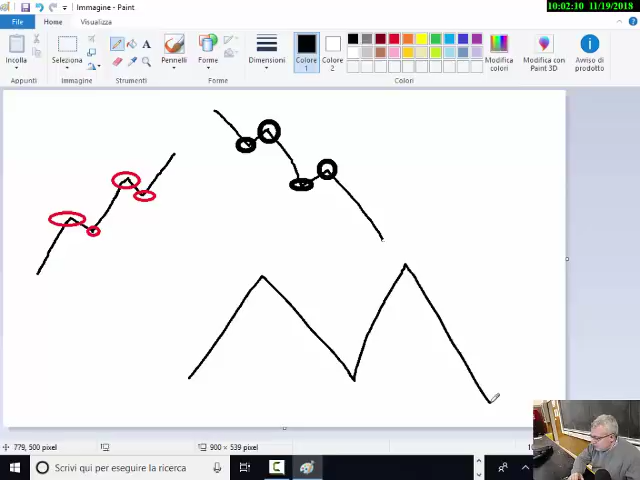 Immagine - Paint
10:02:10 11/19/2018
File
Home
Visualizza
Incolla
Seleziona
Pennelli
Forme
Dimensioni
Colore
1
Colore
2
Modifica
colori
Modifica con
Paint 3D
Avviso di
prodotto
Appunti
Immagine
Strumenti
Forme
Colori
779, 500 pixel
900 × 539 pixel
Scrivi qui per eseguire la ricerca